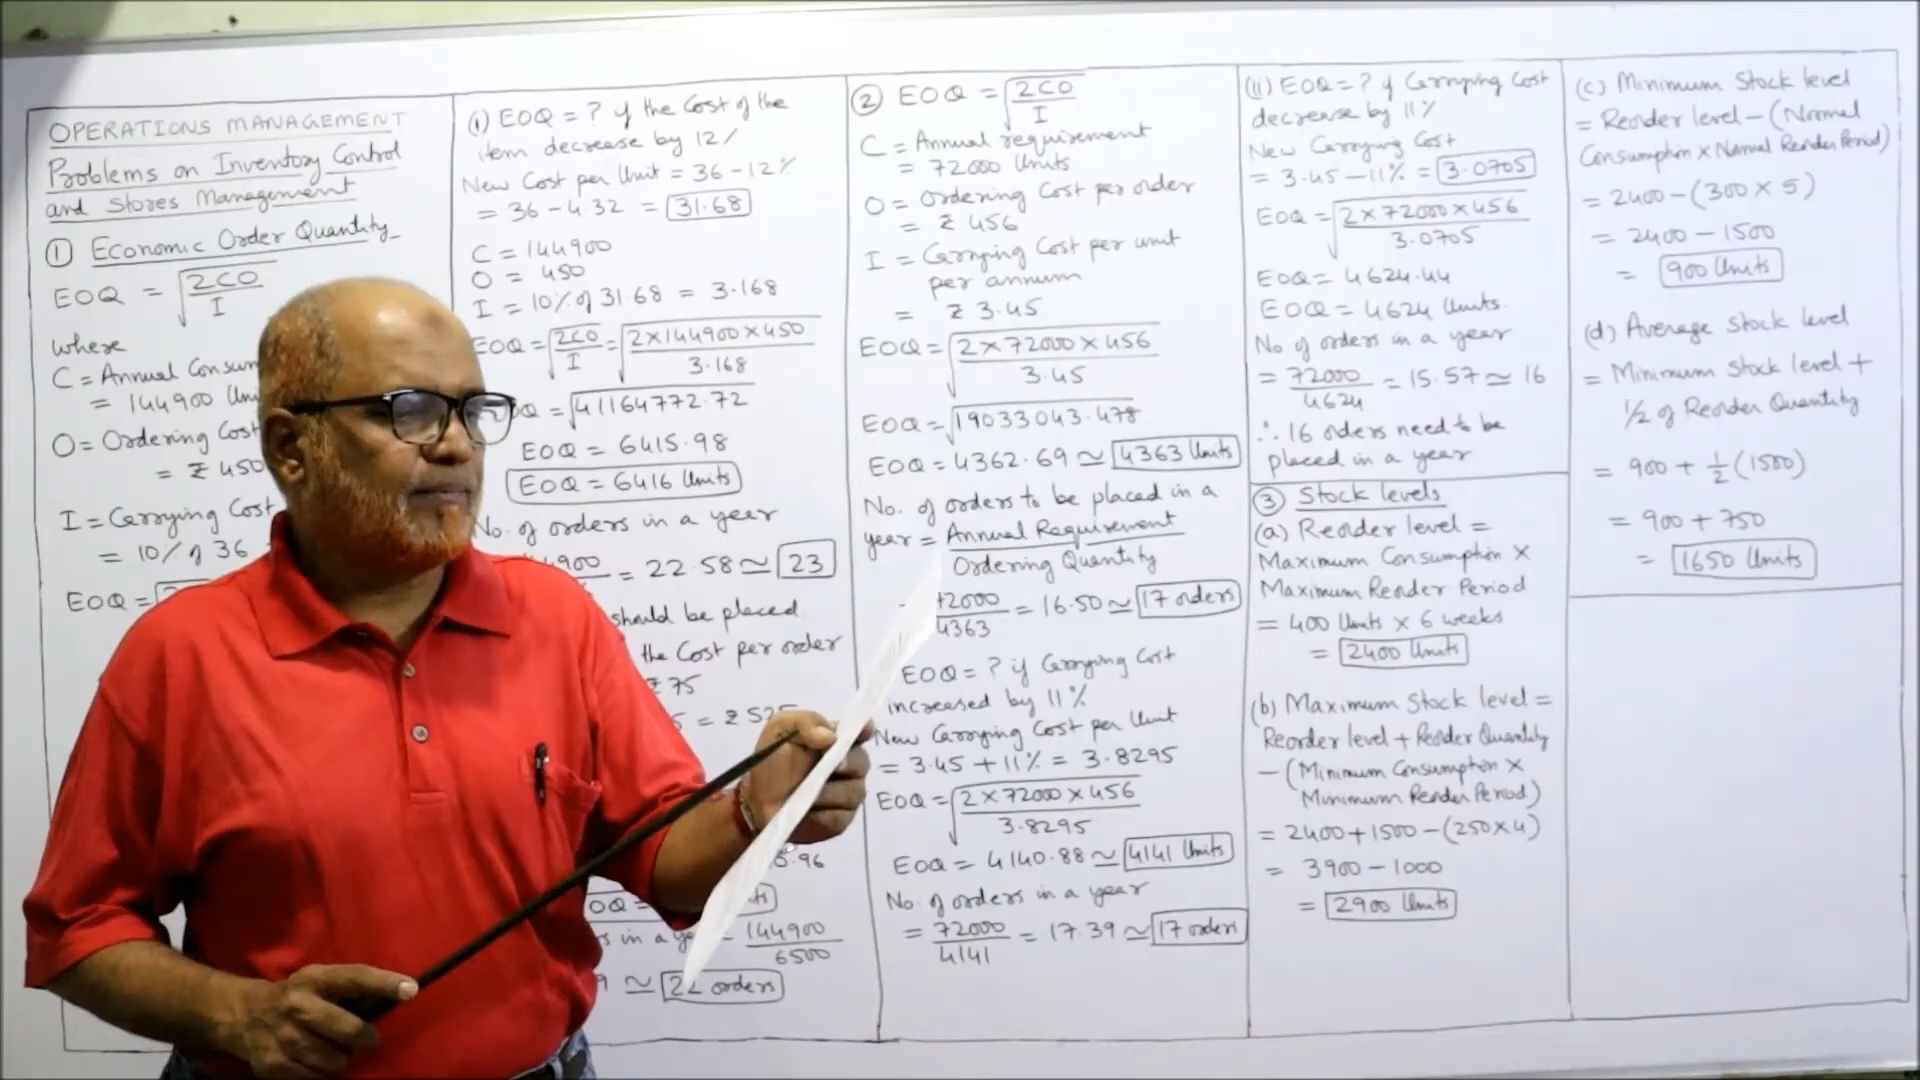 OPERATIONS MANAGEMENT
Problems on Inventory Control
and Stores Management
① Economic Order Quantity
EOQ = √2CO/I
where
C = Annual Consum
= 144900 Uni
O = Ordering Cost
= ₹ 450
I = Carrying Cost
= 10% of 36
EOQ =
(i) EOQ = ? if the Cost of the
item decrease by 12%
New Cost per Unit = 36 - 12%
= 36 - 4.32 = 31.68
C = 144900
O = 450
I = 10% of 31.68 = 3.168
EOQ = √2CO/I = √2×144900×450/3.168
= √41164772.72
EOQ = 6415.98
EOQ = 6416 Units
No. of orders in a year
4900
= 22.58 ≃ 23
should be placed
the Cost per order
₹ 75
5 = ₹ 525
5.96
EOQ =
in a ye = 144900/6500
9 ≃ 22 orders
② EOQ = √2CO/I
C = Annual requirement
= 72000 Units
O = Ordering Cost per order
= ₹ 456
I = Carrying Cost per unit
per annum
= ₹ 3.45
EOQ = √2×72000×456/3.45
EOQ = √19033043.478
EOQ = 4362.69 ≃ 4363 Units
No. of orders to be placed in a
year = Annual Requirement/Ordering Quantity
72000/4363 = 16.50 ≃ 17 orders
EOQ = ? if Carrying Cost
increased by 11%
New Carrying Cost per Unit
= 3.45 + 11% = 3.8295
EOQ = √2×72000×456/3.8295
EOQ = 4140.88 ≃ 4141 Units
No. of orders in a year
= 72000/4141 = 17.39 ≃ 17 orders
(ii) EOQ = ? if Carrying Cost
decrease by 11%
New Carrying Cost
= 3.45 - 11% = 3.0705
EOQ = √2×72000×456/3.0705
EOQ = 4624.44
EOQ = 4624 Units.
No of orders in a year
= 72000/4624 = 15.57 ≃ 16
∴ 16 orders need to be
placed in a year
③ Stock levels
(a) Reorder level =
Maximum Consumption ×
Maximum Reorder Period
= 400 Units × 6 weeks
= 2400 Units
(b) Maximum Stock level =
Reorder level + Reorder Quantity
- (Minimum Consumption ×
Minimum Reorder Period)
= 2400 + 1500 - (250×4)
= 3900 - 1000
= 2900 Units
(c) Minimum Stock level
= Reorder level - (Normal
Consumption × Normal Reorder Period)
= 2400 - (300 × 5)
= 2400 - 1500
= 900 Units
(d) Average Stock level
= Minimum Stock level +
1/2 of Reorder Quantity
= 900 + 1/2 (1500)
= 900 + 750
= 1650 Units